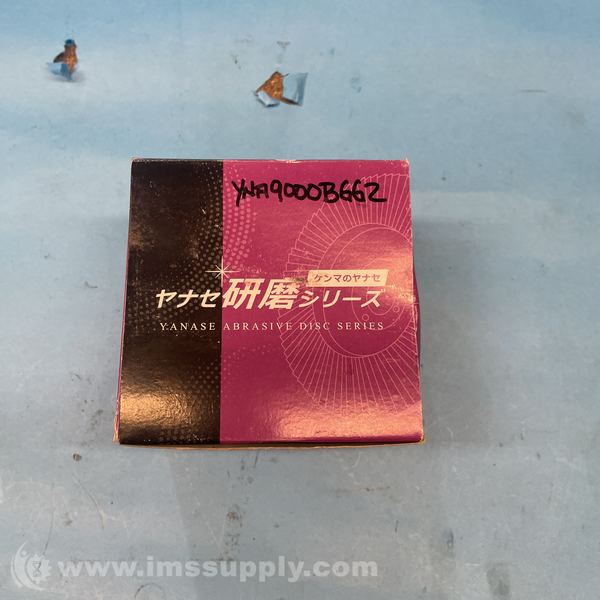 YNA9000BGG2
ケンマのヤナセ
ヤナセ研磨シリーズ
YANASE ABRASIVE DISC SERIES
www.imssupply.com